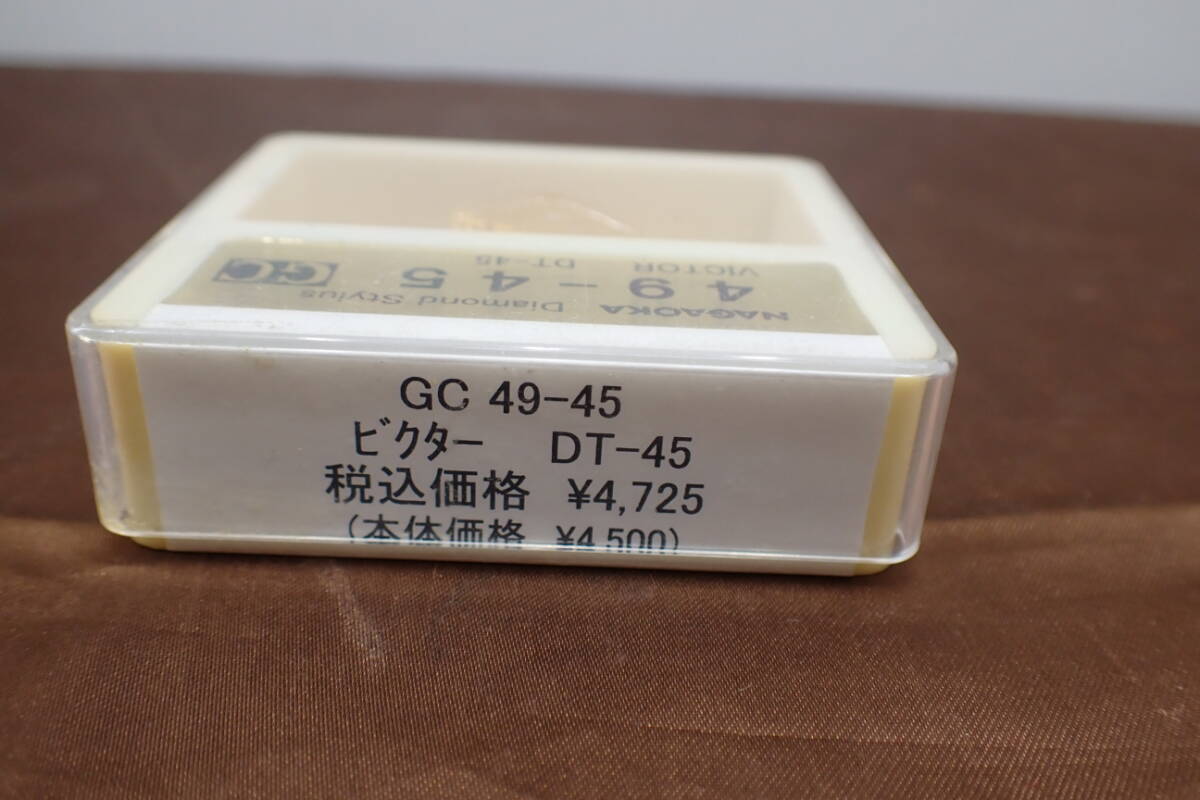 NAGAOKA Diamond Stylus
49-45 GC
VICTOR DT-45
GC 49-45
ビクター DT-45
税込価格 ¥4,725
(本体価格 ¥4,500)